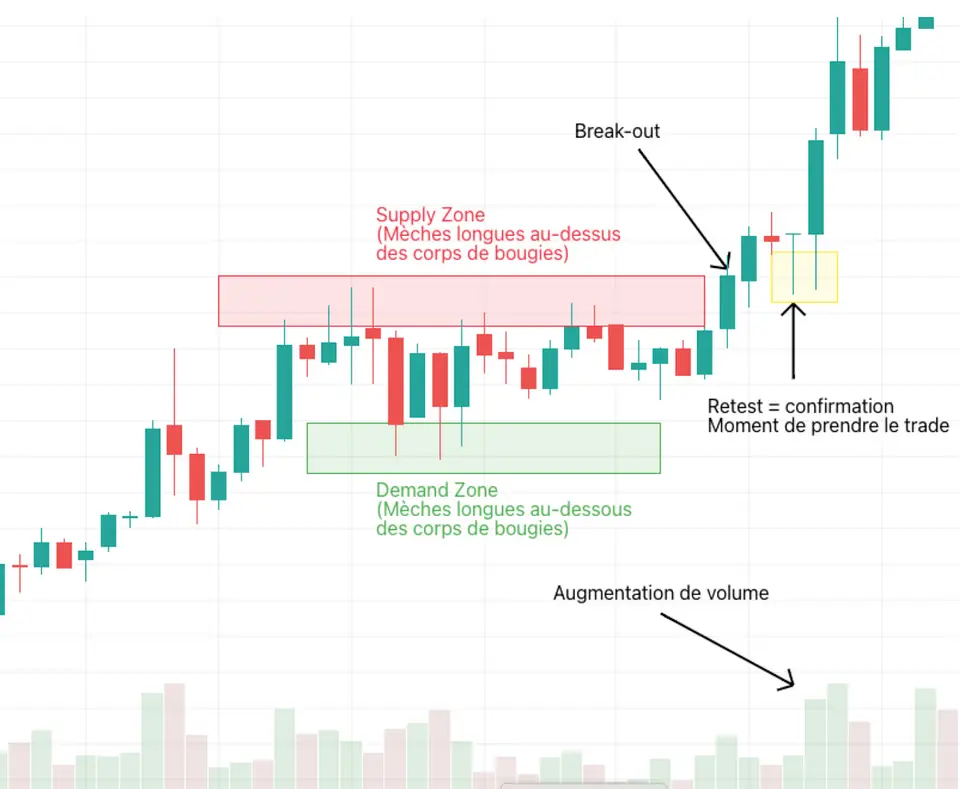 Break-out
Supply Zone
(Mèches longues au-dessus
des corps de bougies)
Retest = confirmation
Moment de prendre le trade
Demand Zone
(Mèches longues au-dessous
des corps de bougies)
Augmentation de volume